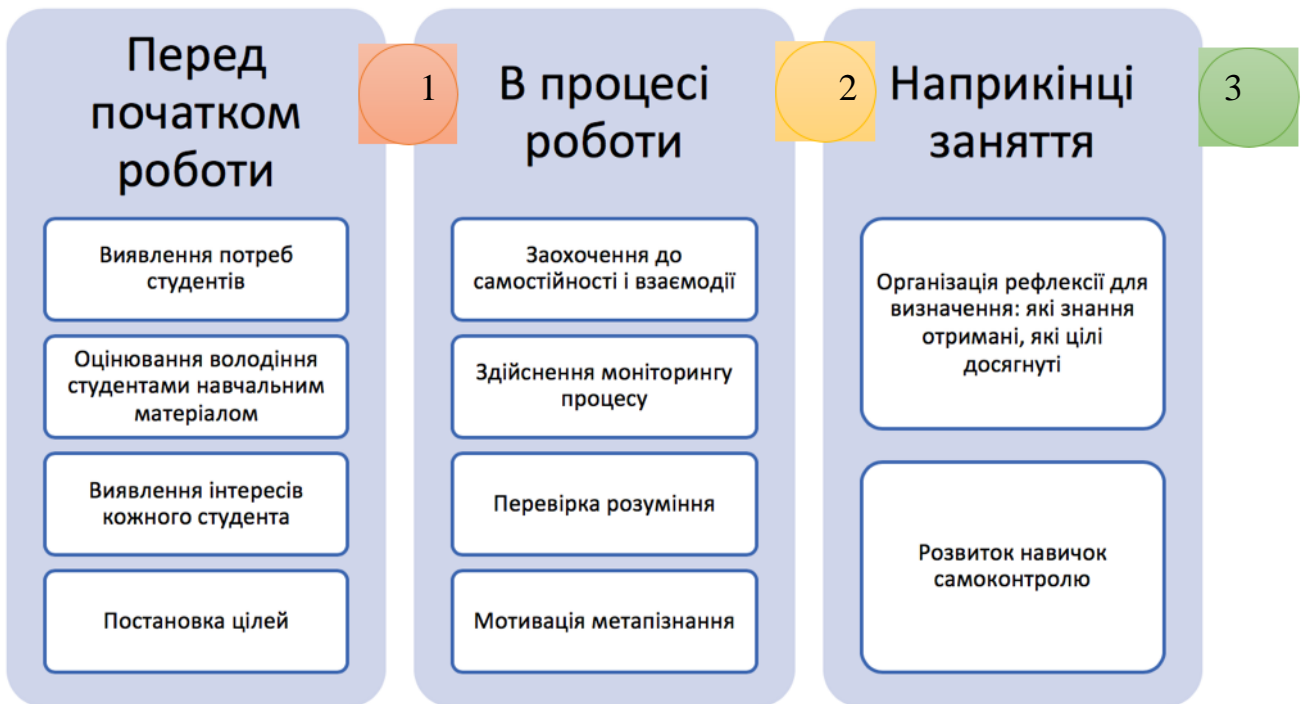 Перед
початком
роботи
1
Виявлення потреб
студентів
Оцінювання володіння
студентами навчальним
матеріалом
Виявлення інтересів
кожного студента
Постановка цілей
В процесі
роботи
2
Заохочення до
самостійності і взаємодії
Здійснення моніторингу
процесу
Перевірка розуміння
Мотивація метапізнання
Наприкінці
заняття
3
Організація рефлексії для
визначення: які знання
отримані, які цілі
досягнуті
Розвиток навичок
самоконтролю